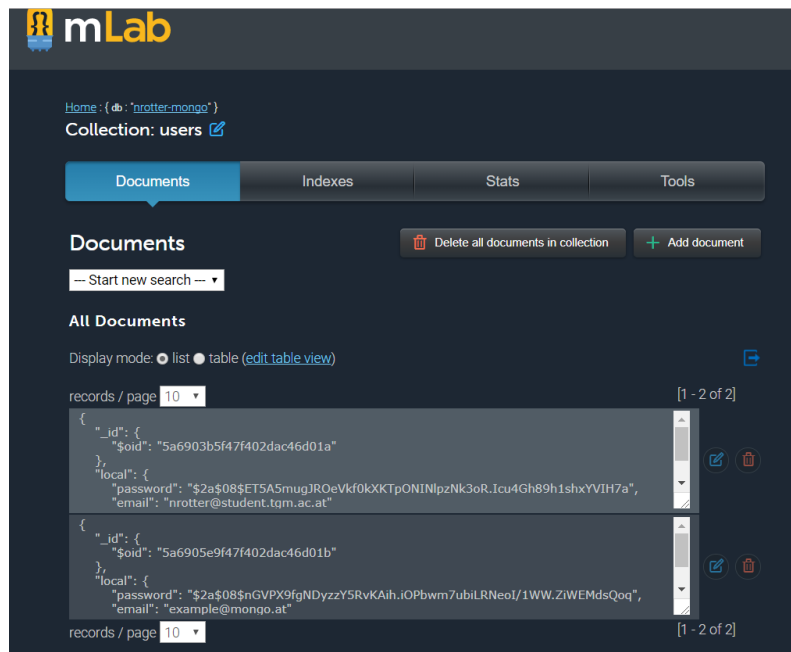 mLab
Home : { db : "nrotter-mongo" }
Collection: users
Documents Indexes Stats Tools
Documents
Delete all documents in collection
Add document
--- Start new search ---
All Documents
Display mode: list table (edit table view)
records / page 10 [1 - 2 of 2]
{
"_id": {
"$oid": "5a6903b5f47f402dac46d01a"
},
"local": {
"password": "$2a$08$ET5A5mugJROeVkf0kXKTpONINlpzNk3oR.Icu4Gh89h1shxYVIH7a",
"email": "nrotter@student.tgm.ac.at"
{
"_id": {
"$oid": "5a6905e9f47f402dac46d01b"
},
"local": {
"password": "$2a$08$nGVPX9fgNDyzzY5RvKAih.iOPbwm7ubiLRNeoI/1WW.ZiWEMdsQoq",
"email": "example@mongo.at"
records / page 10 [1 - 2 of 2]